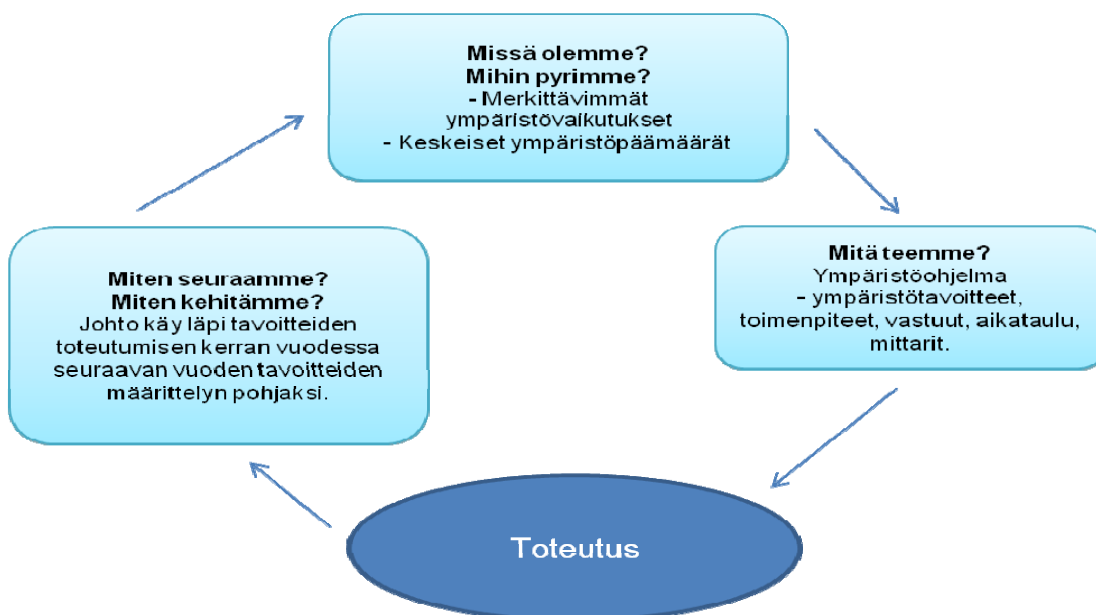 Missä olemme?
Mihin pyrimme?
- Merkittävimmät
ympäristövaikutukset
- Keskeiset ympäristöpäämäärät
Mitä teemme?
Ympäristöohjelma
- ympäristötavoitteet,
toimenpiteet, vastuut, aikataulu,
mittarit.
Toteutus
Miten seuraamme?
Miten kehitämme?
Johto käy läpi tavoitteiden
toteutumisen kerran vuodessa
seuraavan vuoden tavoitteiden
määrittelyn pohjaksi.